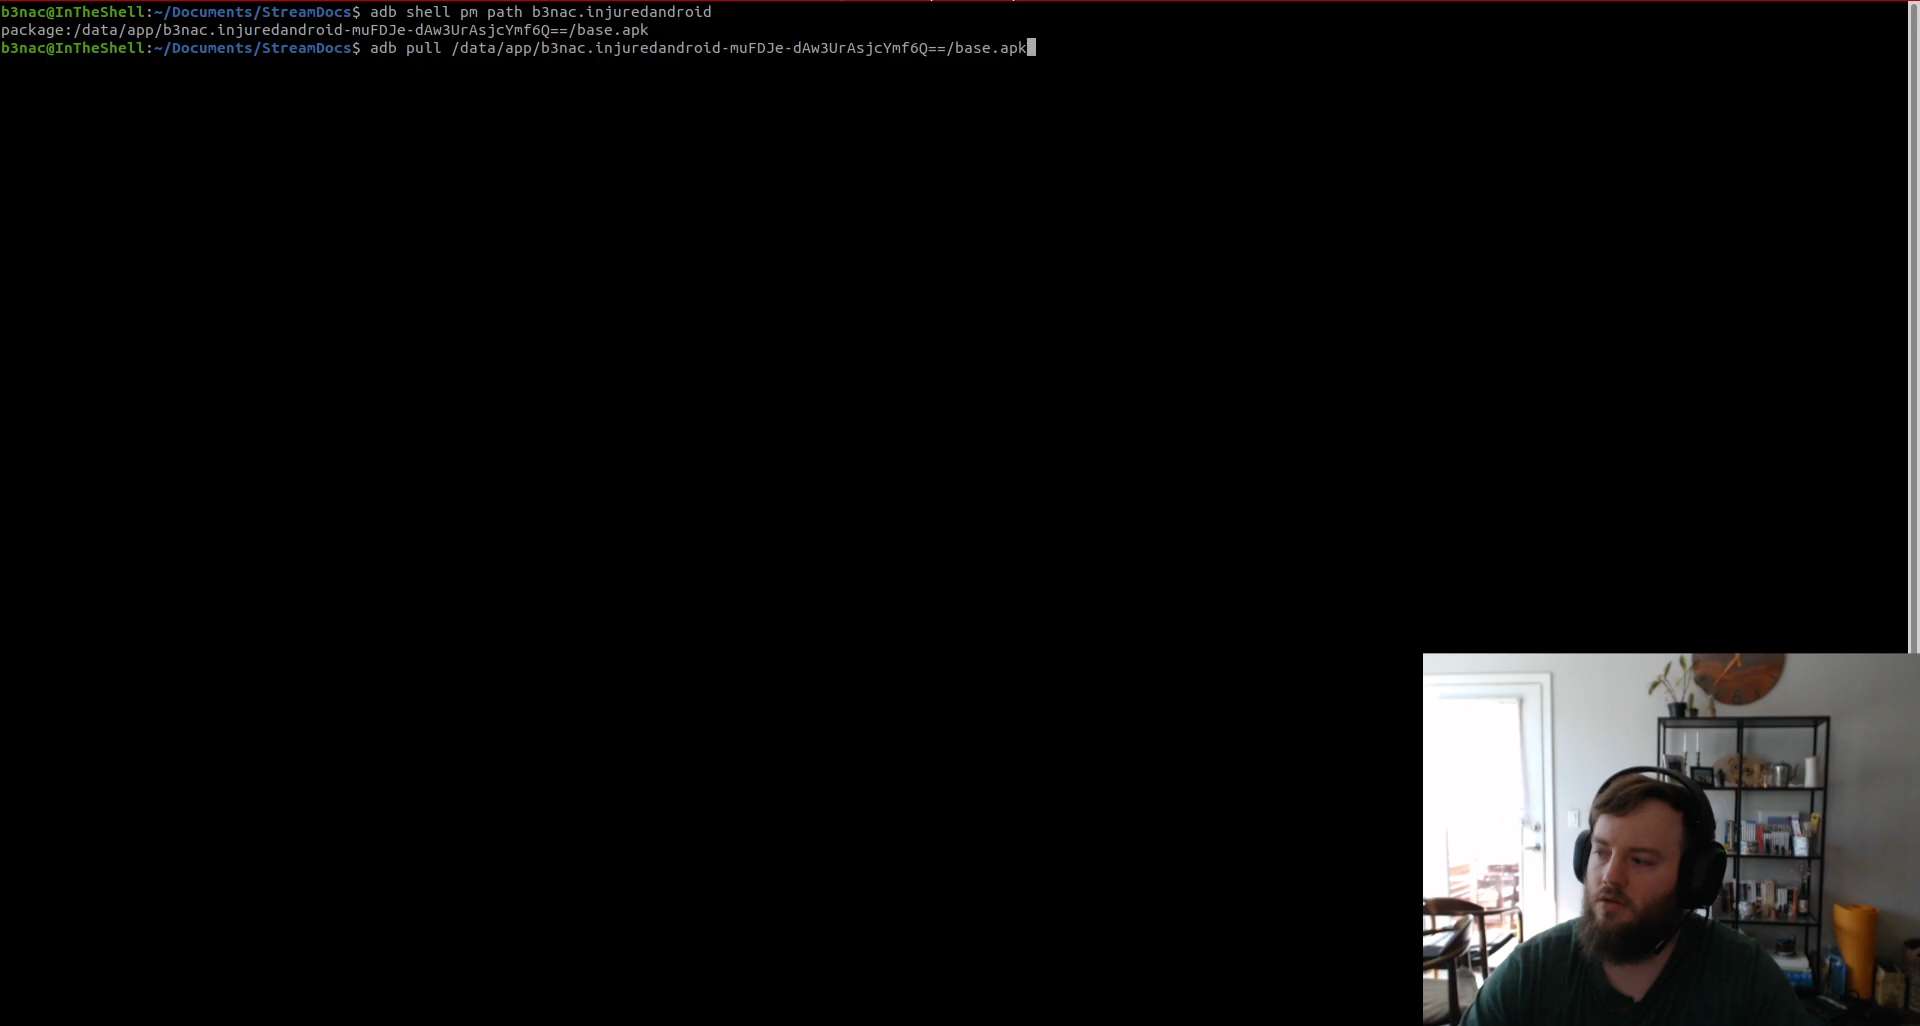 b3nac@InTheShell:~/Documents/StreamDocs$ adb shell pm path b3nac.injuredandroid
package:/data/app/b3nac.injuredandroid-muFDJe-dAw3UrAsjcYmf6Q==/base.apk
b3nac@InTheShell:~/Documents/StreamDocs$ adb pull /data/app/b3nac.injuredandroid-muFDJe-dAw3UrAsjcYmf6Q==/base.apk